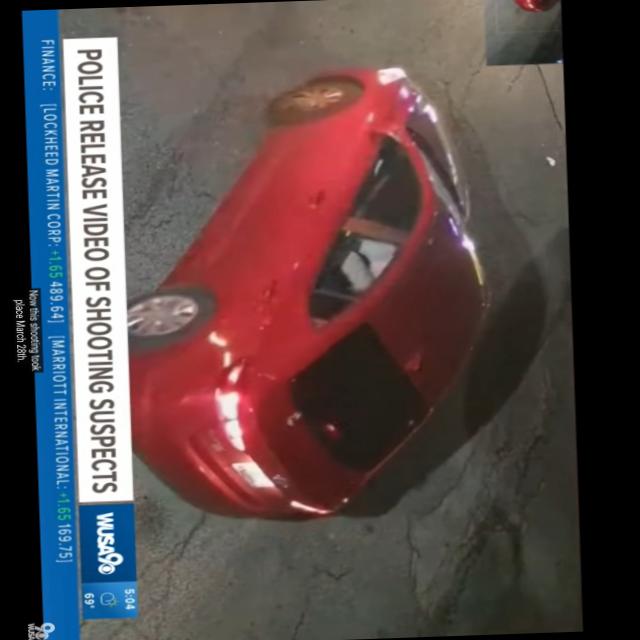 POLICE RELEASE VIDEO OF SHOOTING SUSPECTS
WUSA9
5:04
69°
FINANCE: [LOCKHEED MARTIN CORP: +1.65 489.64] [MARRIOTT INTERNATIONAL: +1.65 169.75]
Now this shooting took
place March 28th.